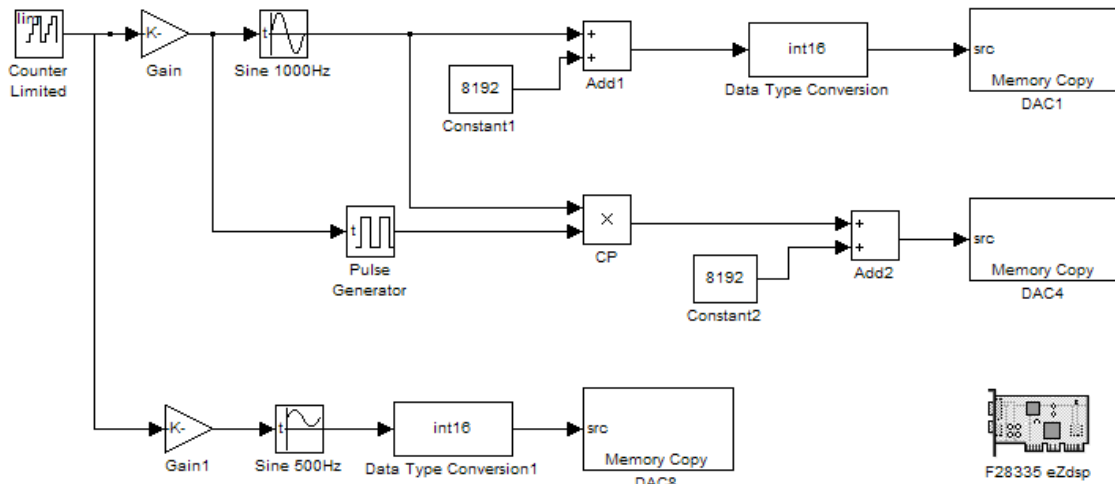 lim
Counter
Limited
K-
Gain
t
Sine 1000Hz
8192
Constant1
+
+
Add1
int16
Data Type Conversion
src
Memory Copy
DAC1
t
Pulse
Generator
×
CP
8192
Constant2
+
+
Add2
src
Memory Copy
DAC4
K-
Gain1
t
Sine 500Hz
int16
Data Type Conversion1
src
Memory Copy
DAC8
F28335 eZdsp